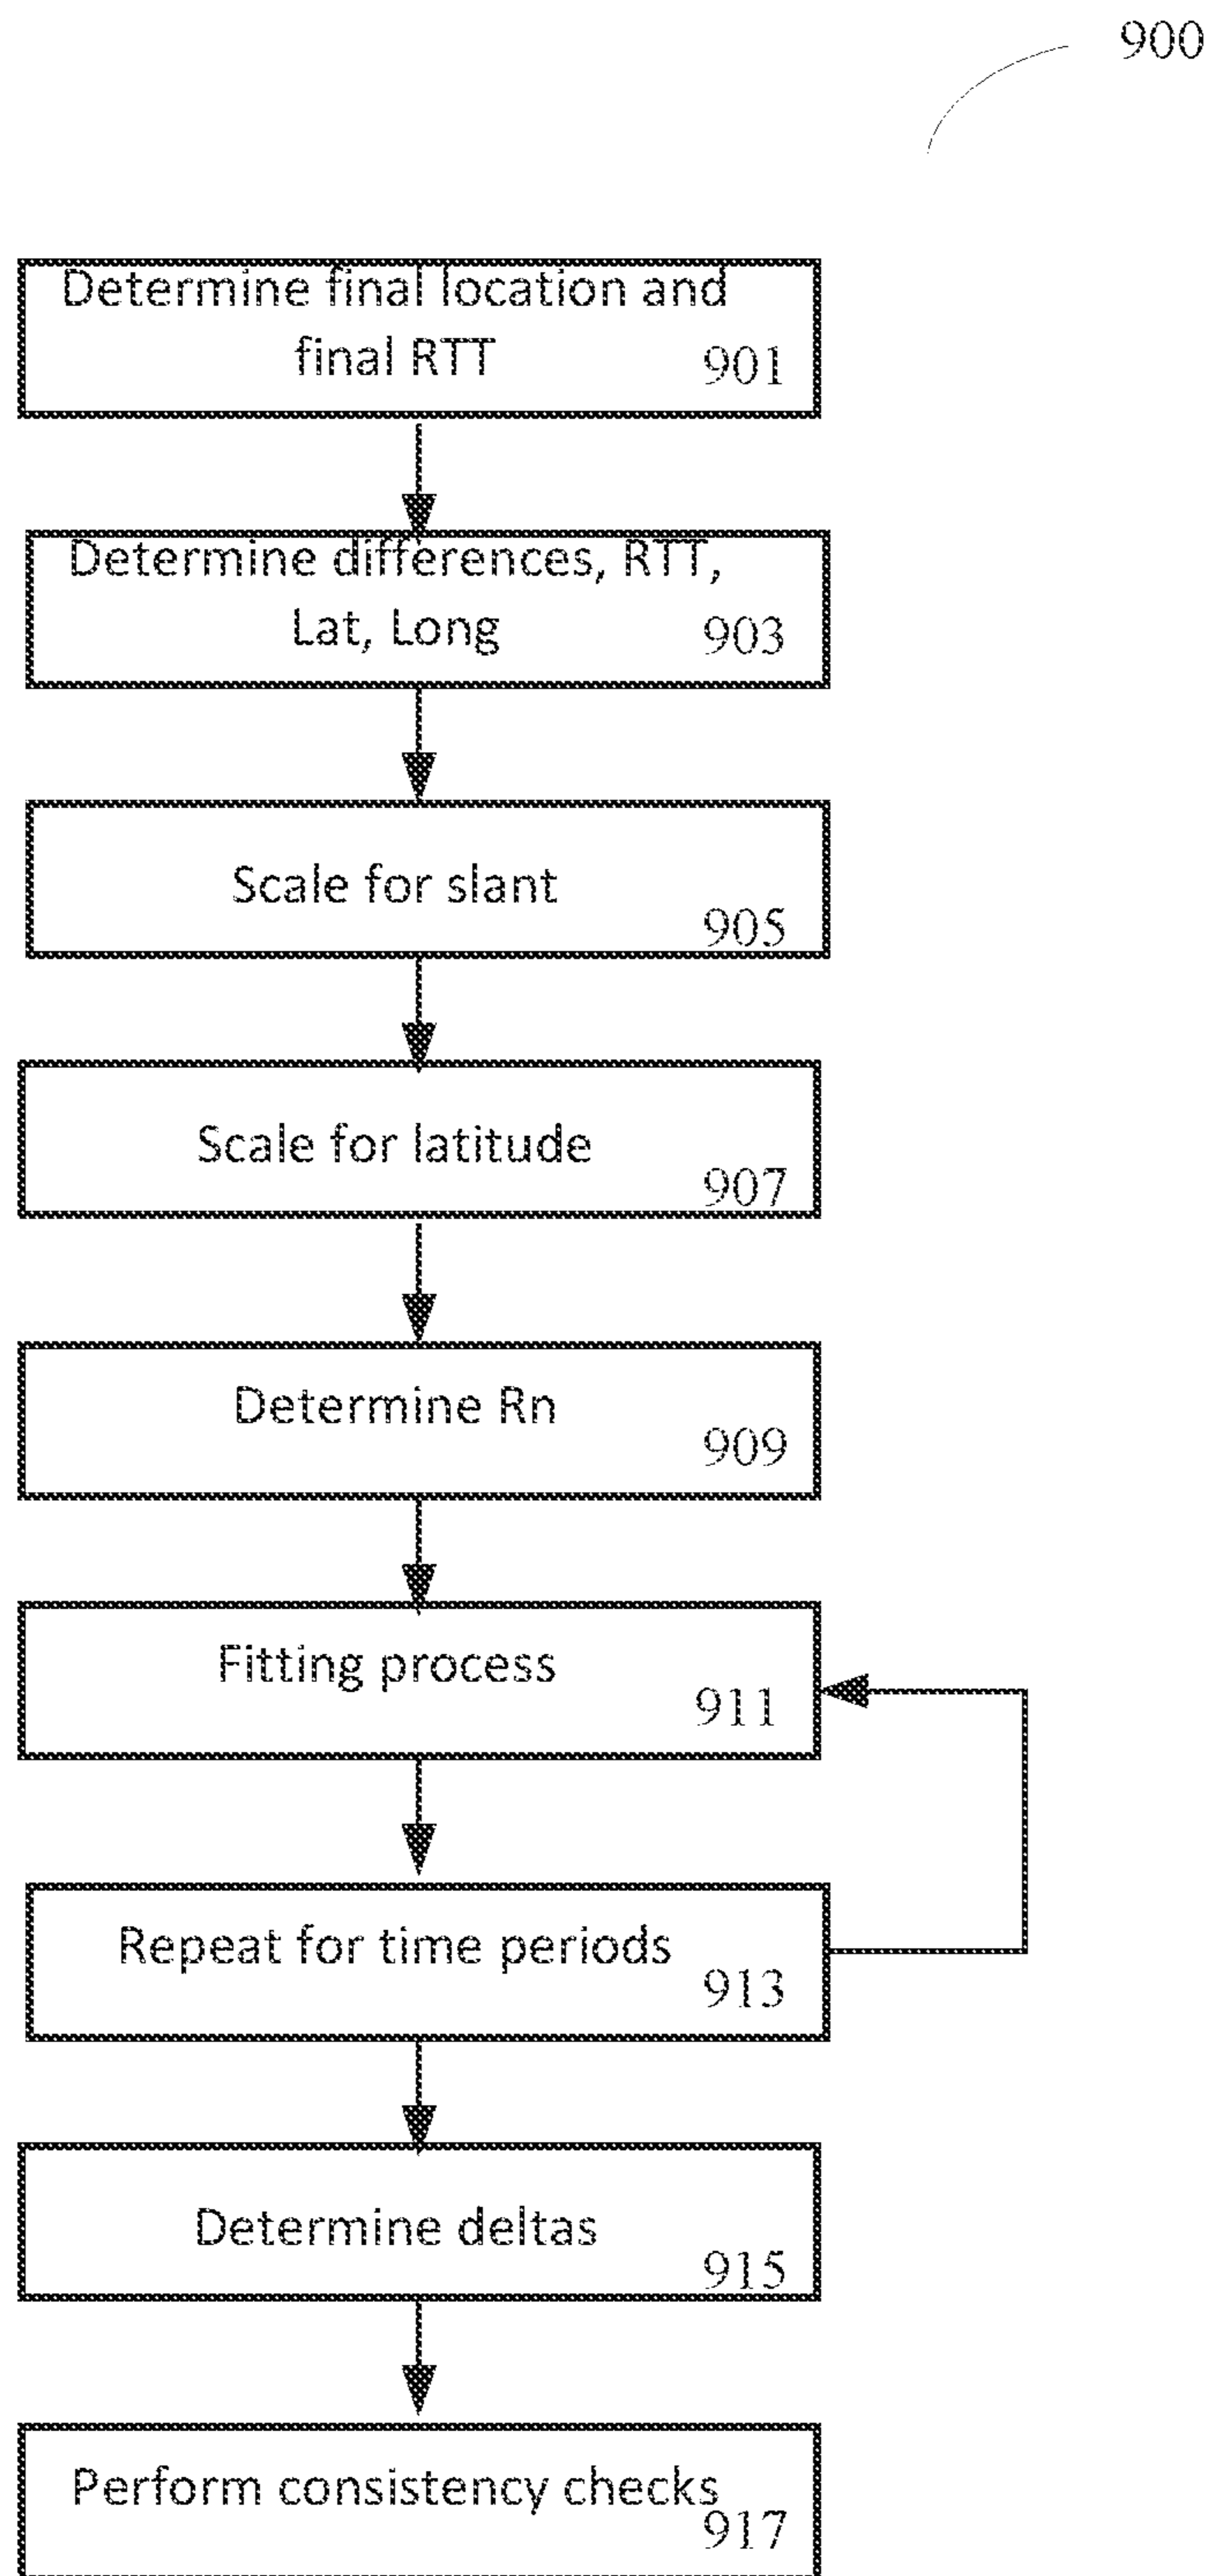 900
Determine final location and
final RTT 901
Determine differences, RTT,
Lat, Long 903
Scale for slant
905
Scale for latitude
907
Determine Rn
909
Fitting process
911
Repeat for time periods
913
Determine deltas
915
Perform consistency checks
917